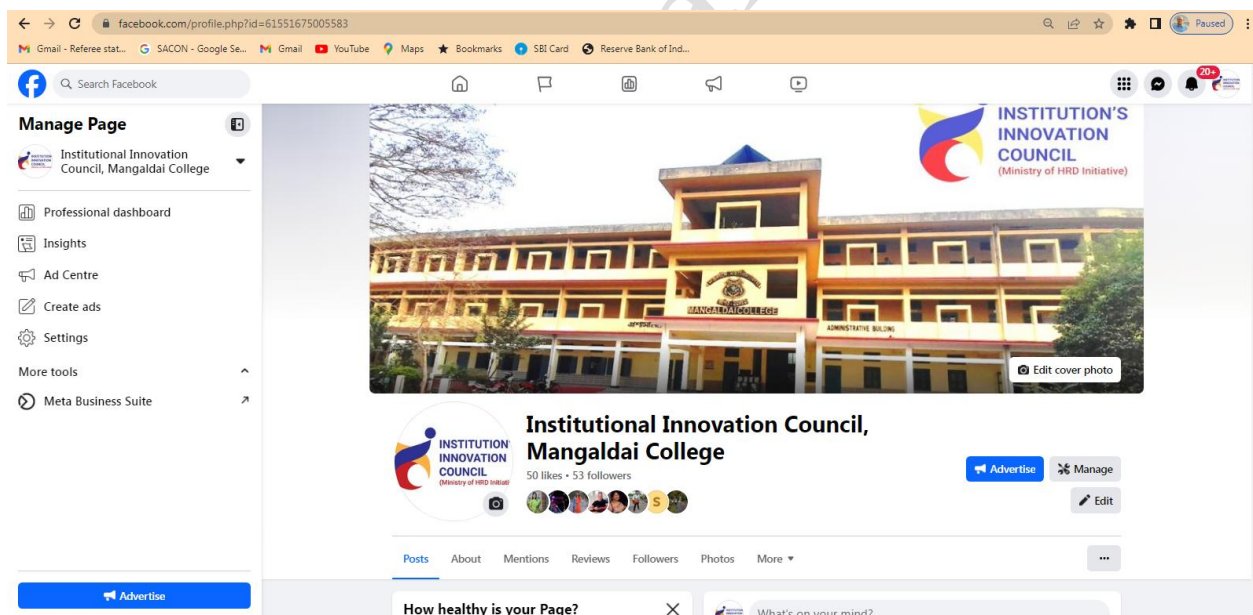 facebook.com/profile.php?id=61551675005583
Paused
Gmail - Referee stat...
SACON - Google Se...
Gmail
YouTube
Maps
Bookmarks
SBI Card
Reserve Bank of Ind...
Search Facebook
20+
Manage Page
Institutional Innovation
Council, Mangaldai College
Professional dashboard
Insights
Ad Centre
Create ads
Settings
More tools
Meta Business Suite
Advertise
INSTITUTION'S
INNOVATION
COUNCIL
(Ministry of HRD Initiative)
MANGALDAI COLLEGE
ADMINISTRATIVE BUILDING
Edit cover photo
INSTITUTION'
INNOVATION
COUNCIL
(Ministry of HRD Initiati
Institutional Innovation Council,
Mangaldai College
50 likes • 53 followers
S
Advertise
Manage
Edit
Posts About Mentions Reviews Followers Photos More
How healthy is your Page?
What's on your mind?